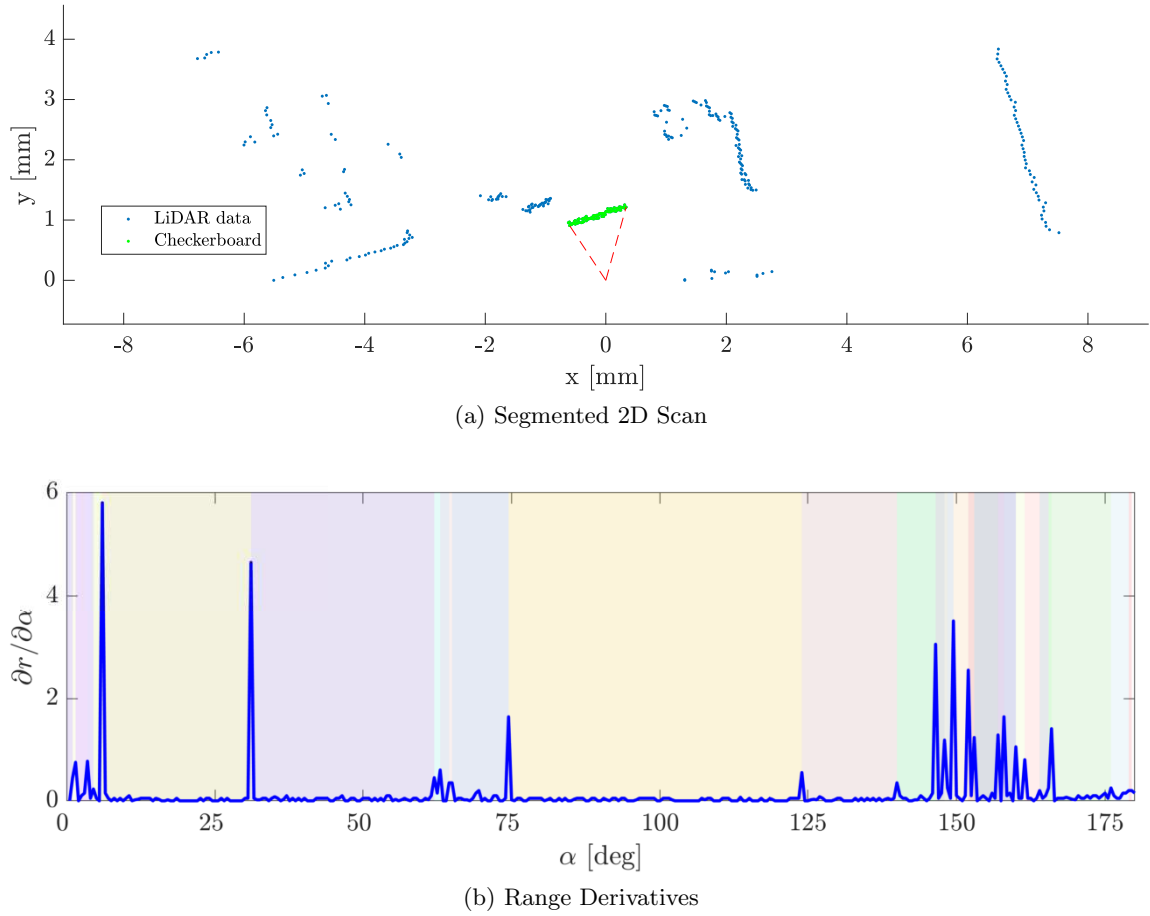 4
3
2
1
0
y [mm]
LiDAR data
Checkerboard
-8 -6 -4 -2 0 2 4 6 8
x [mm]
(a) Segmented 2D Scan
6
4
2
0
∂r/∂α
0 25 50 75 100 125 150 175
α [deg]
(b) Range Derivatives